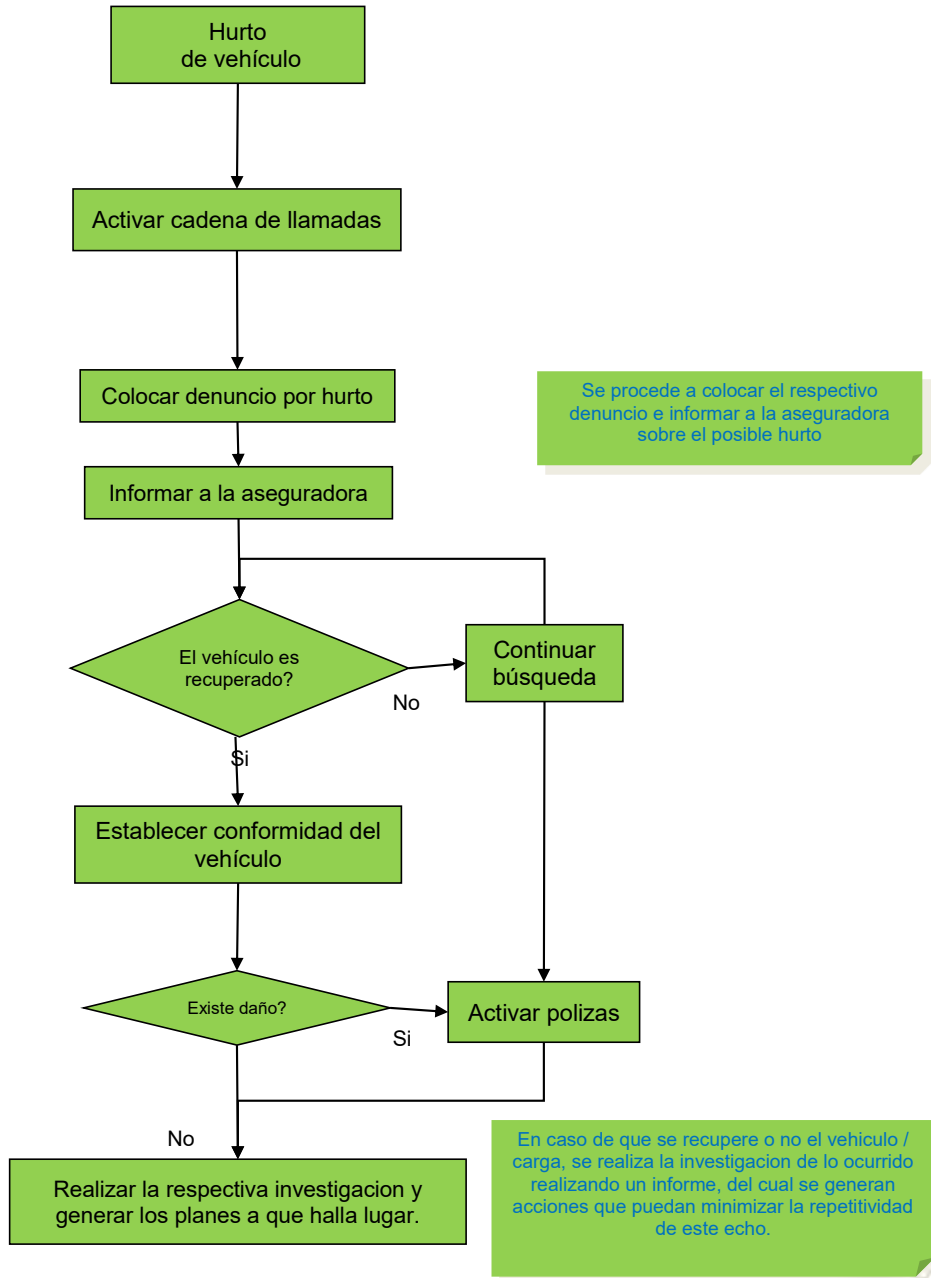 Hurto
de vehículo
Activar cadena de llamadas
Colocar denuncio por hurto
Se procede a colocar el respectivo
denuncio e informar a la aseguradora
sobre el posible hurto
Informar a la aseguradora
El vehículo es
recuperado?
Continuar
búsqueda
No
Si
Establecer conformidad del
vehículo
Existe daño?
Activar polizas
Si
No
En caso de que se recupere o no el vehiculo /
carga, se realiza la investigacion de lo ocurrido
realizando un informe, del cual se generan
acciones que puedan minimizar la repetitividad
de este echo.
Realizar la respectiva investigacion y
generar los planes a que halla lugar.